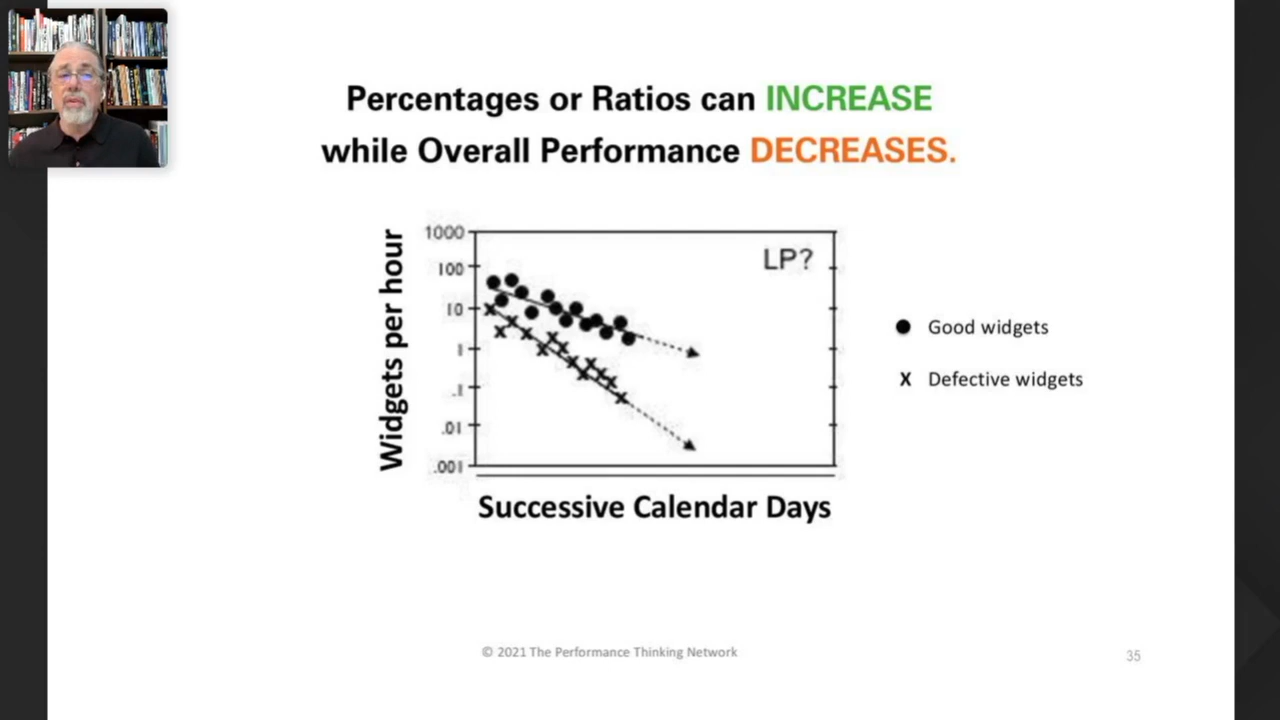 Percentages or Ratios can INCREASE
while Overall Performance DECREASES.
Widgets per hour
1000
100
10
1
.1
.01
.001
LP?
Good widgets
x Defective widgets
Successive Calendar Days
© 2021 The Performance Thinking Network
35